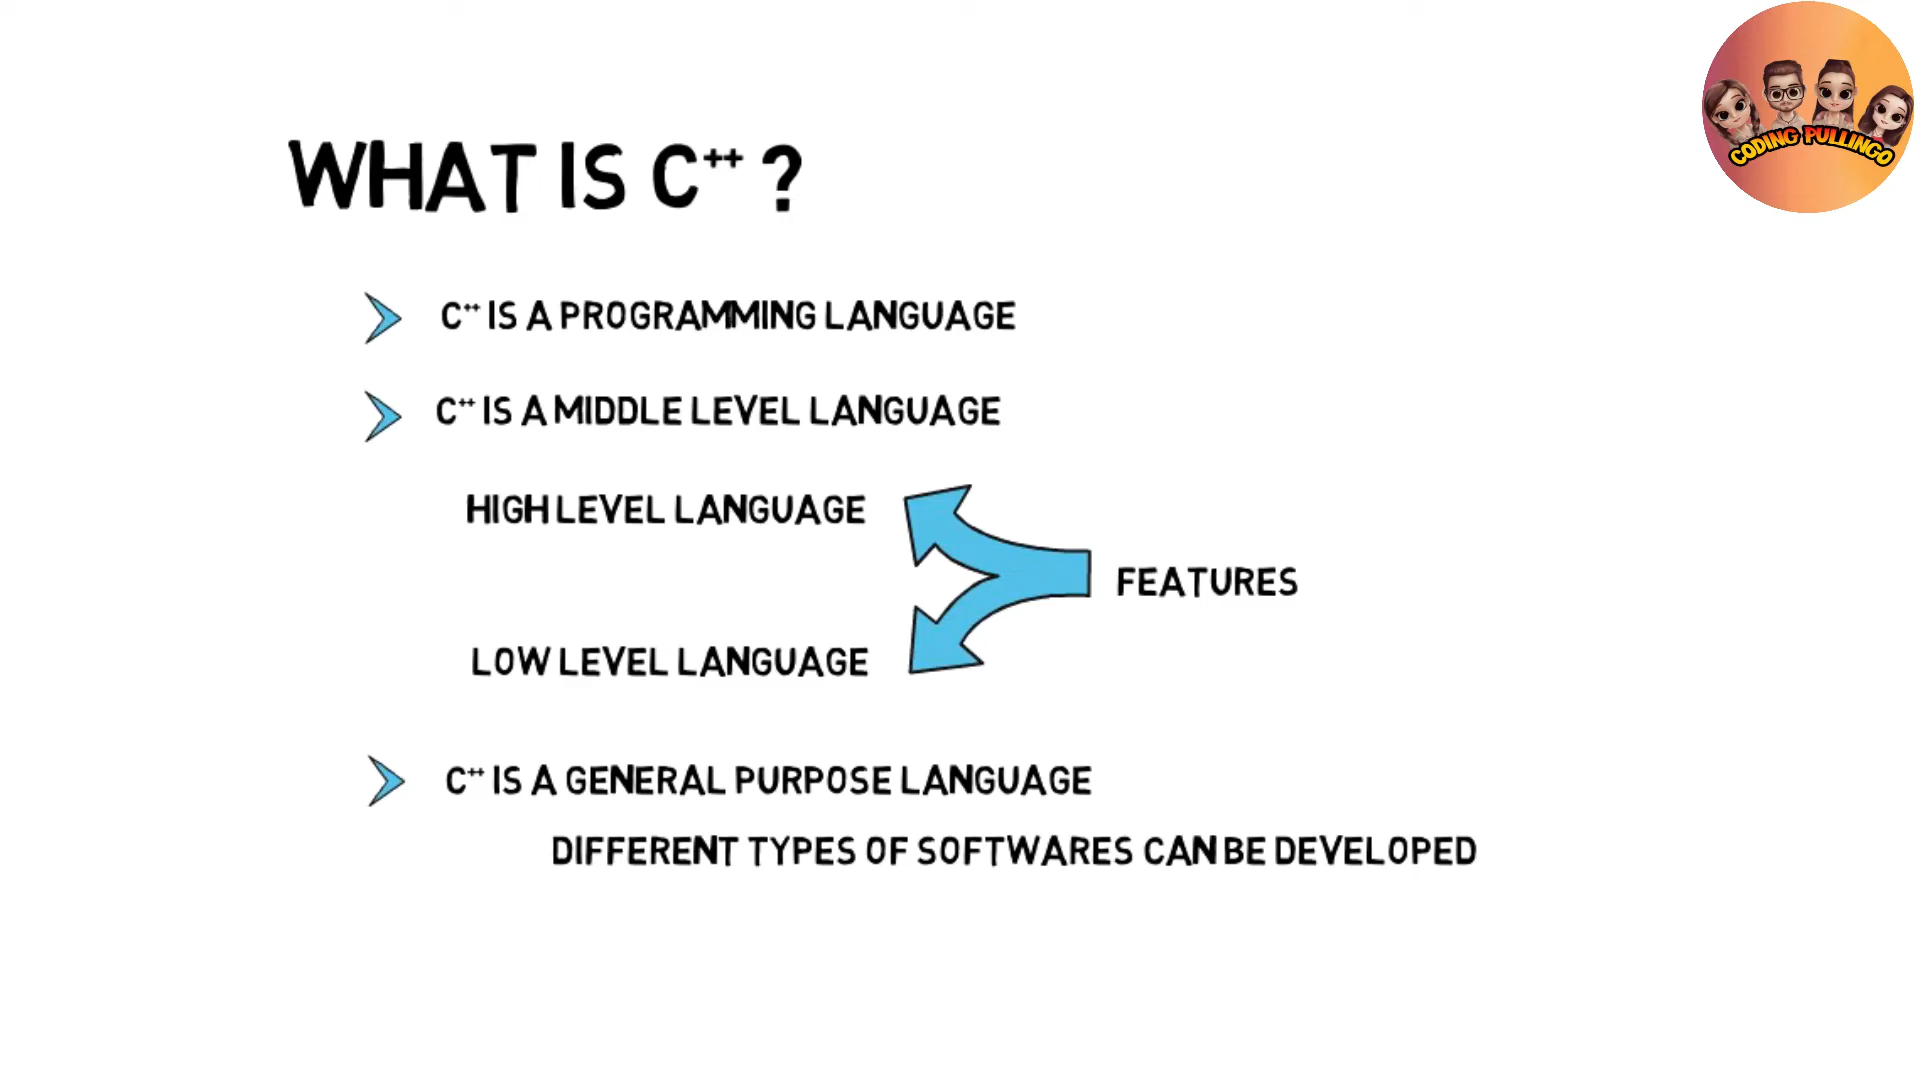 WHAT IS C++ ?
C++ IS A PROGRAMMING LANGUAGE
C++ IS A MIDDLE LEVEL LANGUAGE
HIGH LEVEL LANGUAGE
FEATURES
LOW LEVEL LANGUAGE
C++ IS A GENERAL PURPOSE LANGUAGE
DIFFERENT TYPES OF SOFTWARES CAN BE DEVELOPED
CODING PULLINGO